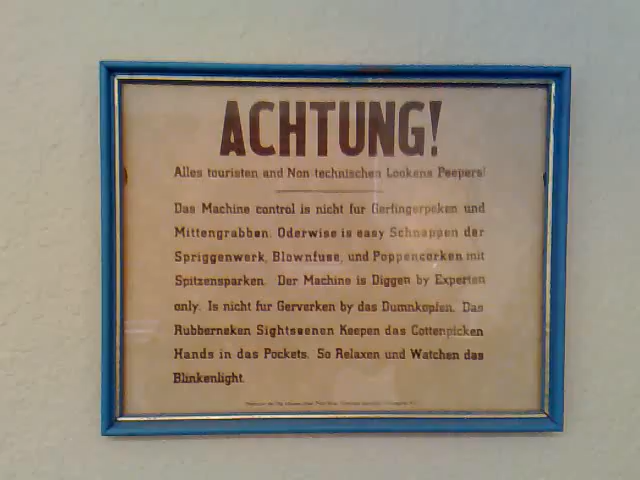 ACHTUNG!
Alles touristen and Non technischen Lookens Peepers!
Das Machine control is nicht fur Gerfingerpoken und
Mittengrabben. Oderwise is easy Schnappen der
Spriggenwerk, Blownfuse, und Poppencorken mit
Spitzensparken. Der Machine is Diggen by Experten
only. Is nicht fur Gerverken by das Dumnkopfen. Das
Rubberneken Sightseenen Keepen das Cottenpicken
Hands in das Pockets. So Relaxen und Watchen das
Blinkenlight.